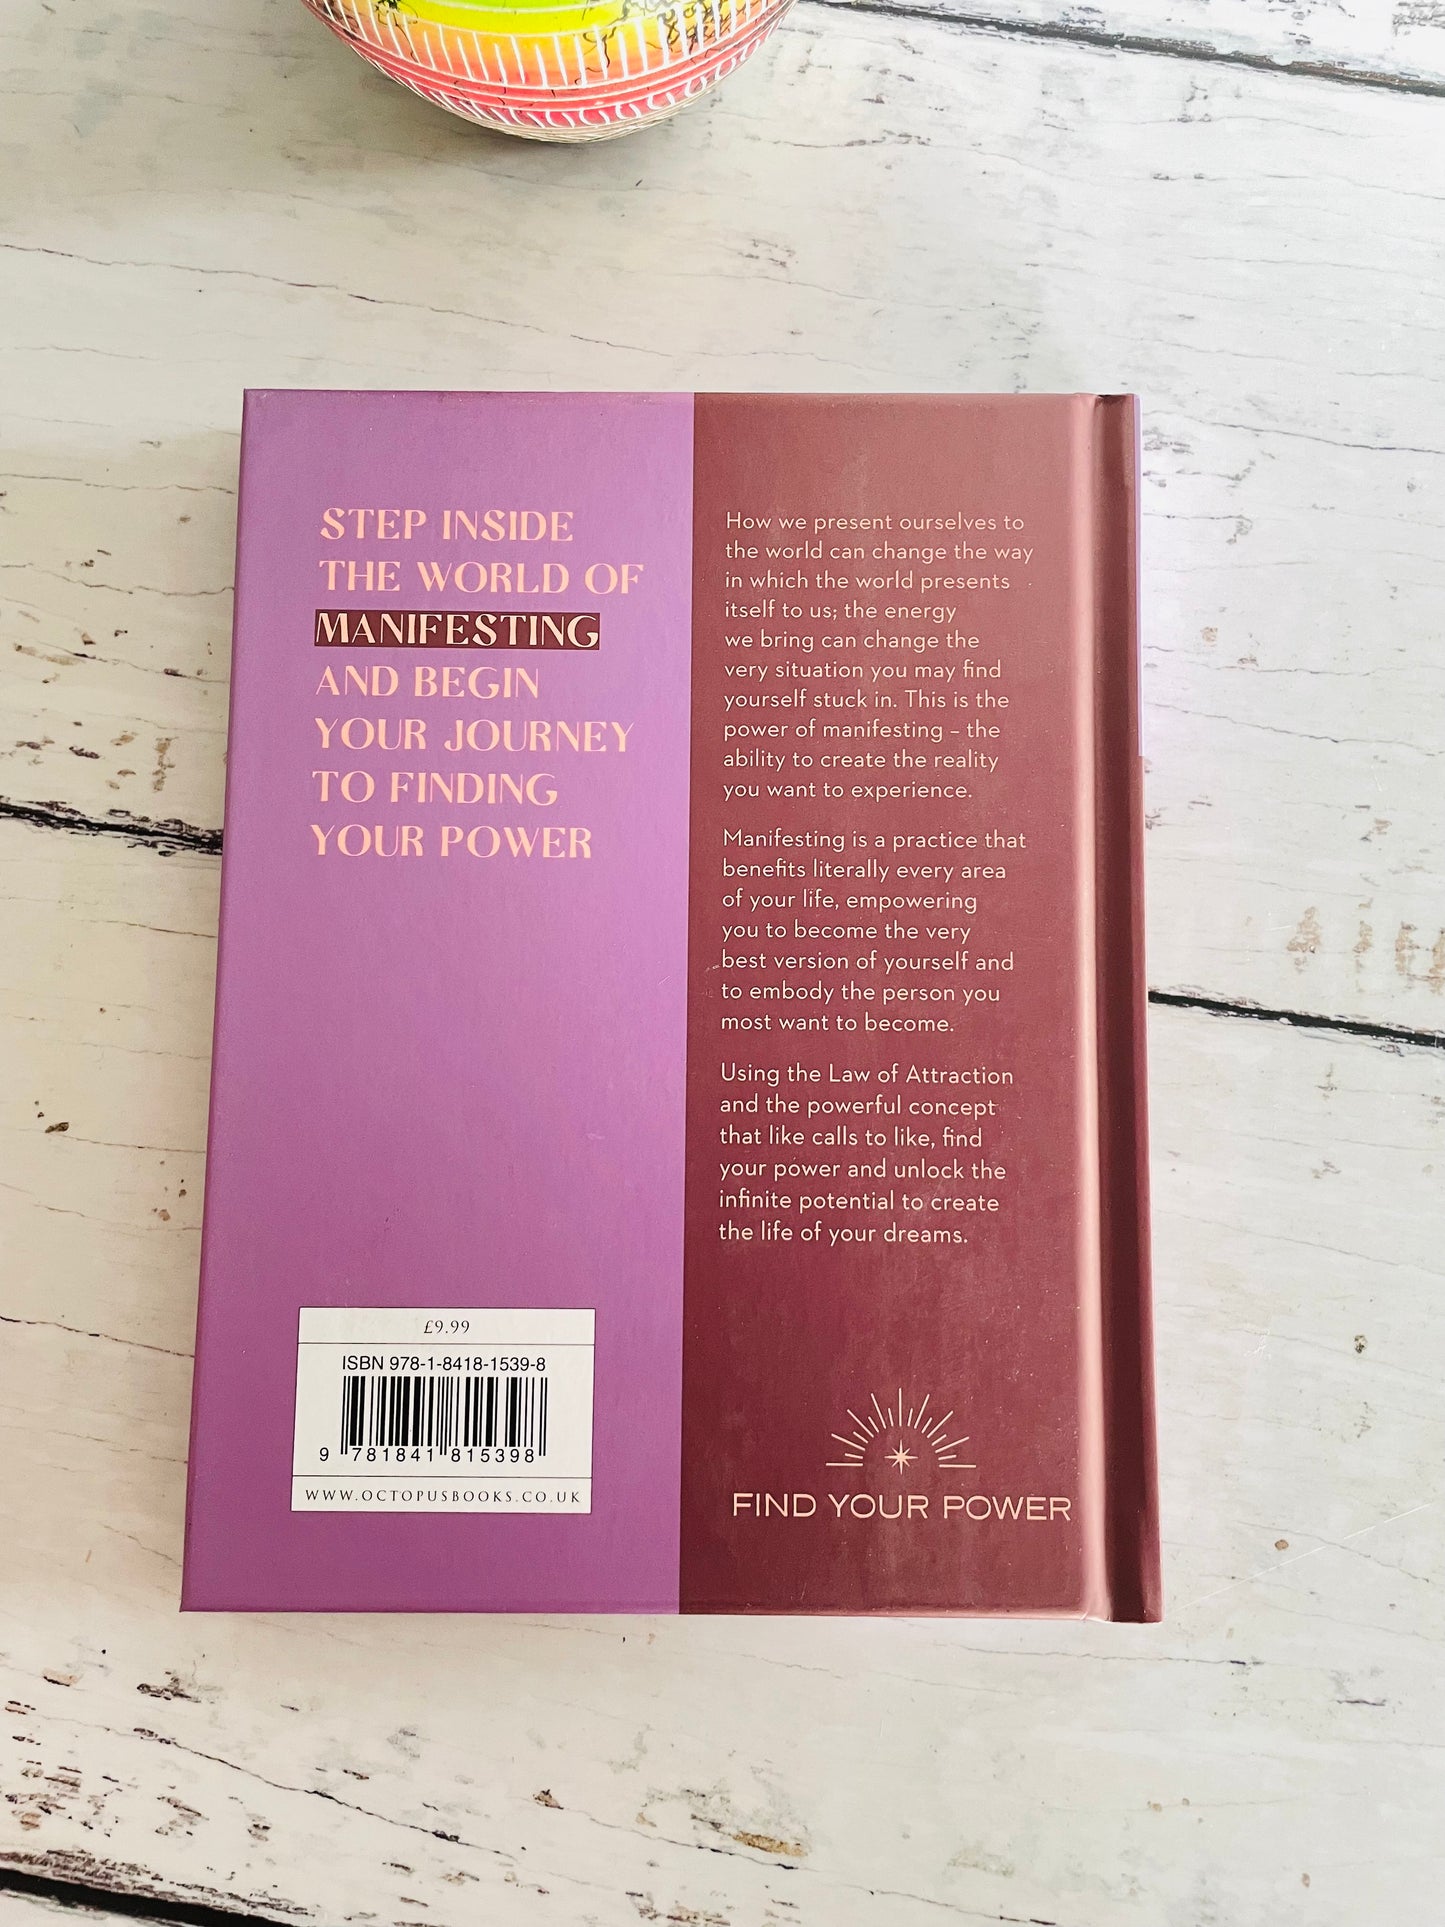 STEP INSIDE
THE WORLD OF
MANIFESTING
AND BEGIN
YOUR JOURNEY
TO FINDING
YOUR POWER
How we present ourselves to
the world can change the way
in which the world presents
itself to us; the energy
we bring can change the
very situation you may find
yourself stuck in. This is the
power of manifesting – the
ability to create the reality
you want to experience.
Manifesting is a practice that
benefits literally every area
of your life, empowering
you to become the very
best version of yourself and
to embody the person you
most want to become.
Using the Law of Attraction
and the powerful concept
that like calls to like, find
your power and unlock the
infinite potential to create
the life of your dreams.
£9.99
ISBN 978-1-8418-1539-8
9 781841 815398
WWW.OCTOPUSBOOKS.CO.UK
FIND YOUR POWER